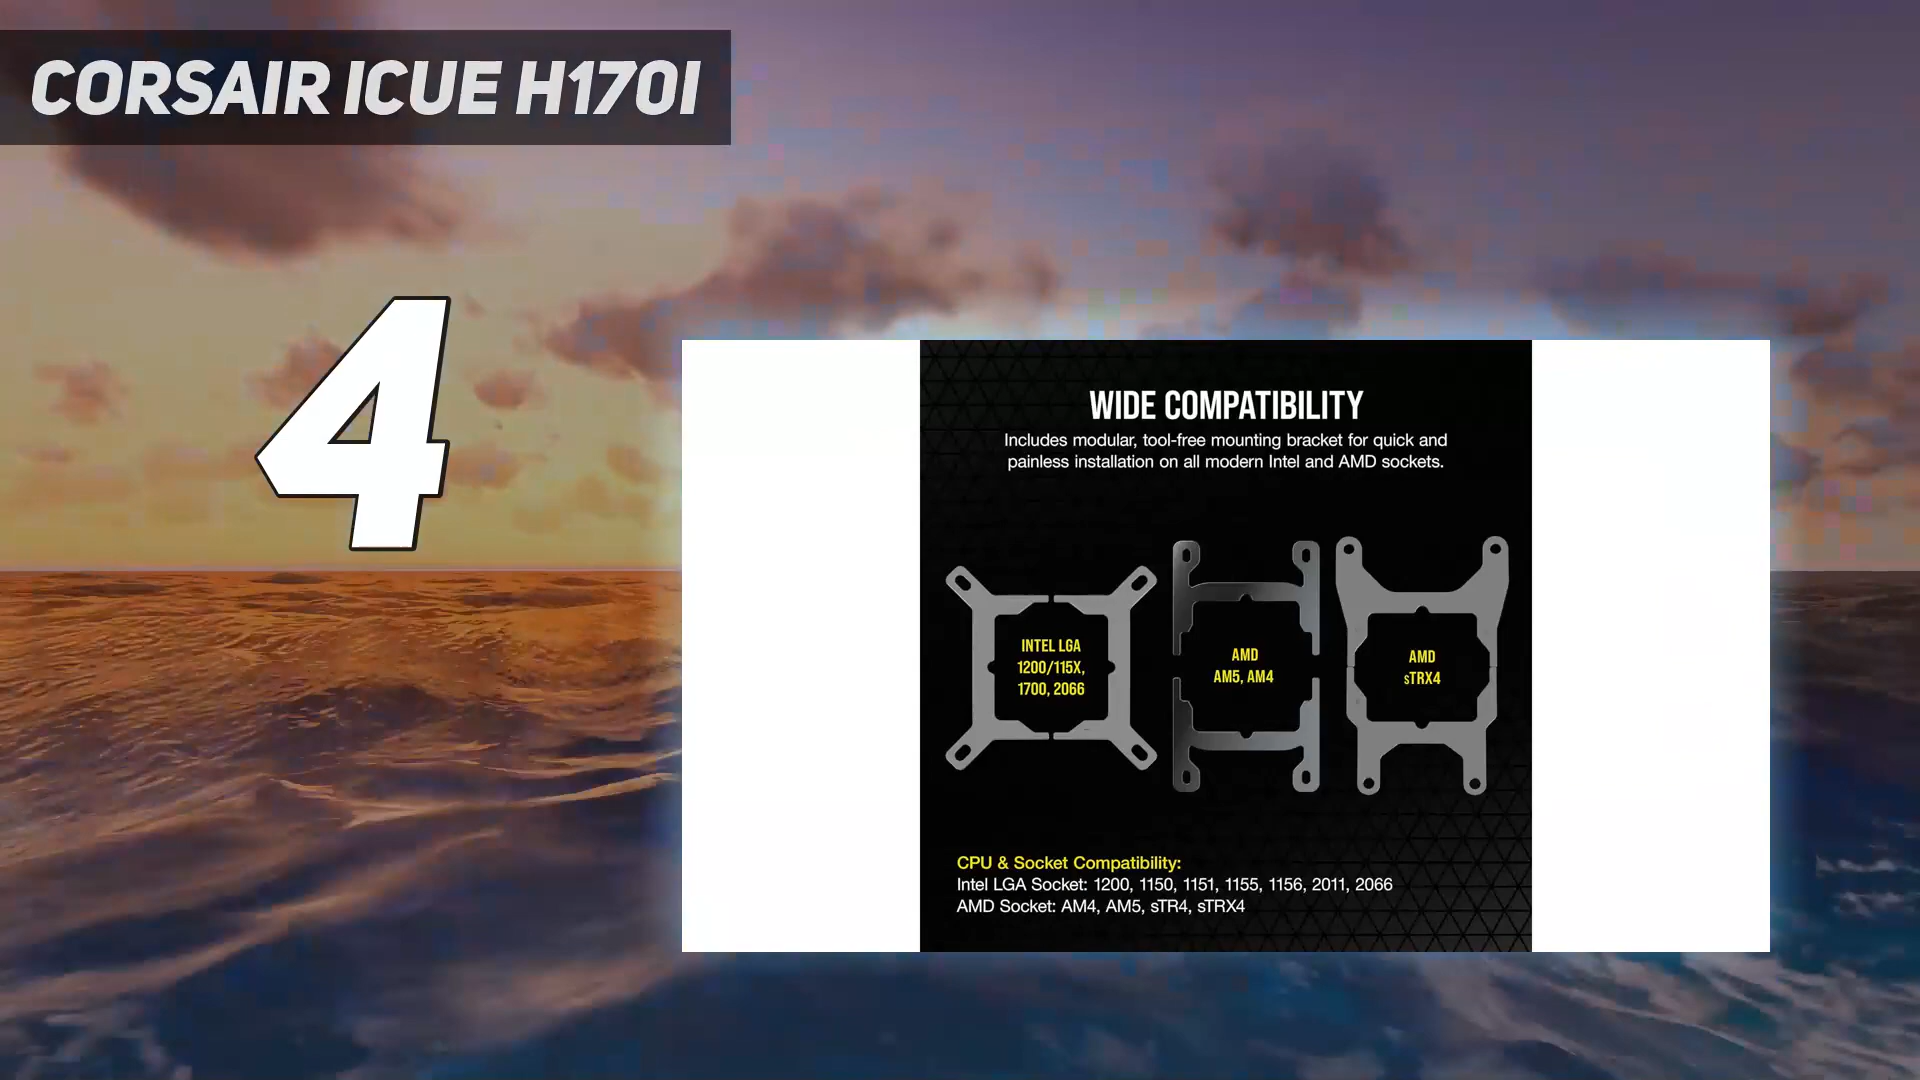 CORSAIR ICUE H170I
4
WIDE COMPATIBILITY
Includes modular, tool-free mounting bracket for quick and
painless installation on all modern Intel and AMD sockets.
INTEL LGA
1200/115X,
1700, 2066
AMD
AM5, AM4
AMD
sTRX4
CPU & Socket Compatibility:
Intel LGA Socket: 1200, 1150, 1151, 1155, 1156, 2011, 2066
AMD Socket: AM4, AM5, sTR4, sTRX4